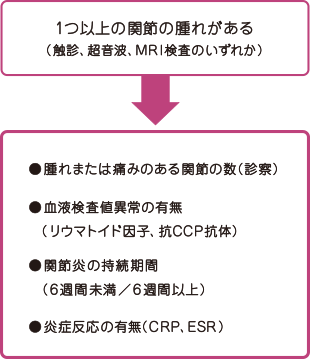 1つ以上の関節の腫れがある
（触診、超音波、MRI検査のいずれか）
●腫れまたは痛みのある関節の数（診察）
●血液検査値異常の有無
（リウマトイド因子、抗CCP抗体）
●関節炎の持続期間
（6週間未満／6週間以上）
●炎症反応の有無（CRP、ESR）